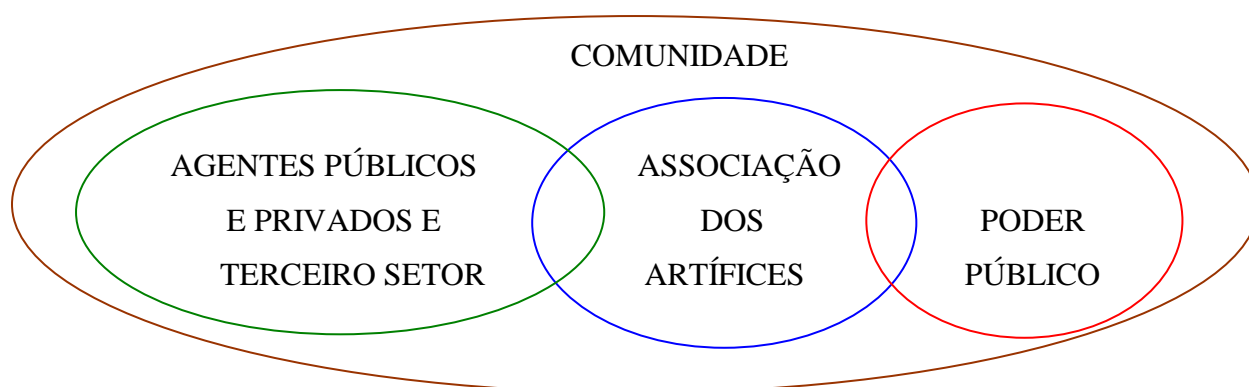 COMUNIDADE
AGENTES PÚBLICOS
E PRIVADOS E
TERCEIRO SETOR
ASSOCIAÇÃO
DOS
ARTÍFICES
PODER
PÚBLICO